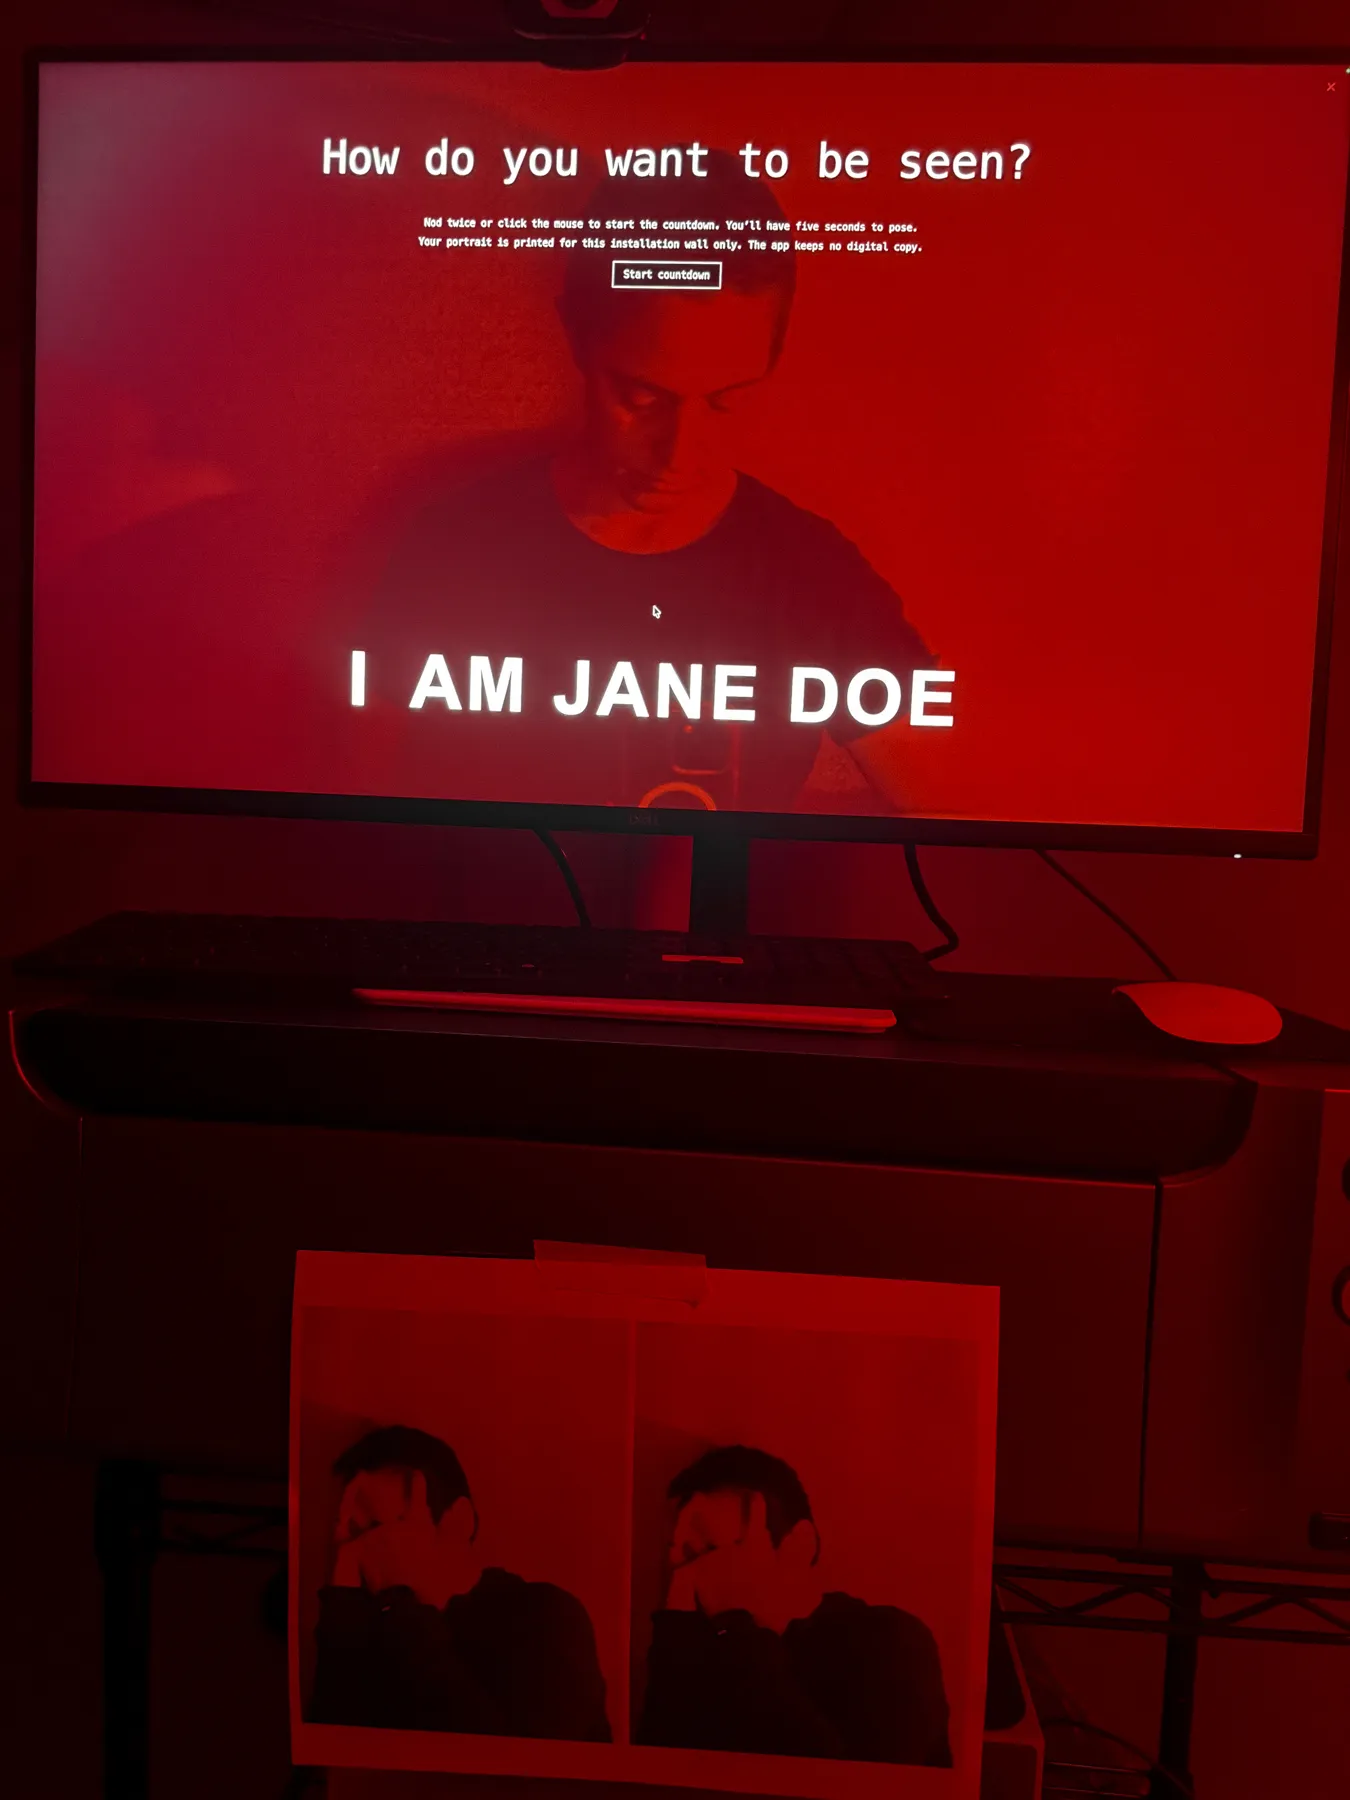 How do you want to be seen?
Nod twice or click the mouse to start the countdown. You'll have five seconds to pose.
Your portrait is printed for this installation wall only. The app keeps no digital copy.
Start countdown
I AM JANE DOE
DELL